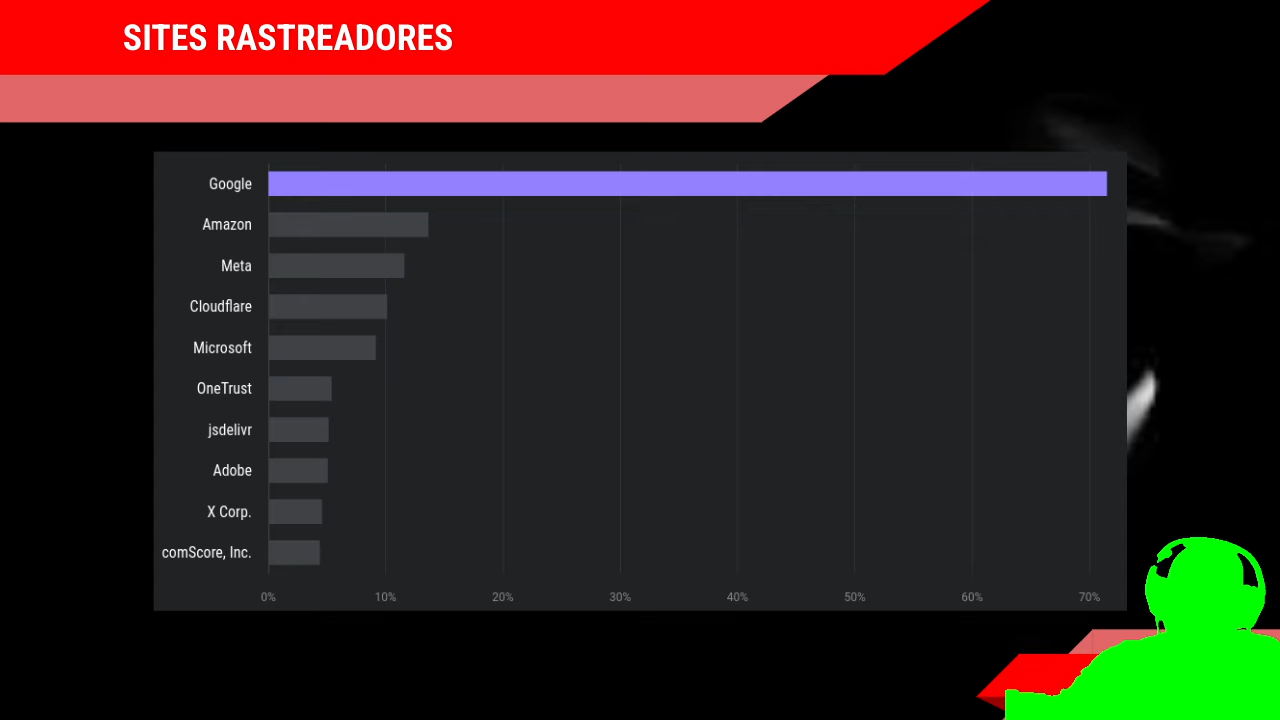 SITES RASTREADORES
Google
Amazon
Meta
Cloudflare
Microsoft
OneTrust
jsdelivr
Adobe
X Corp.
comScore, Inc.
0% 10% 20% 30% 40% 50% 60% 70%